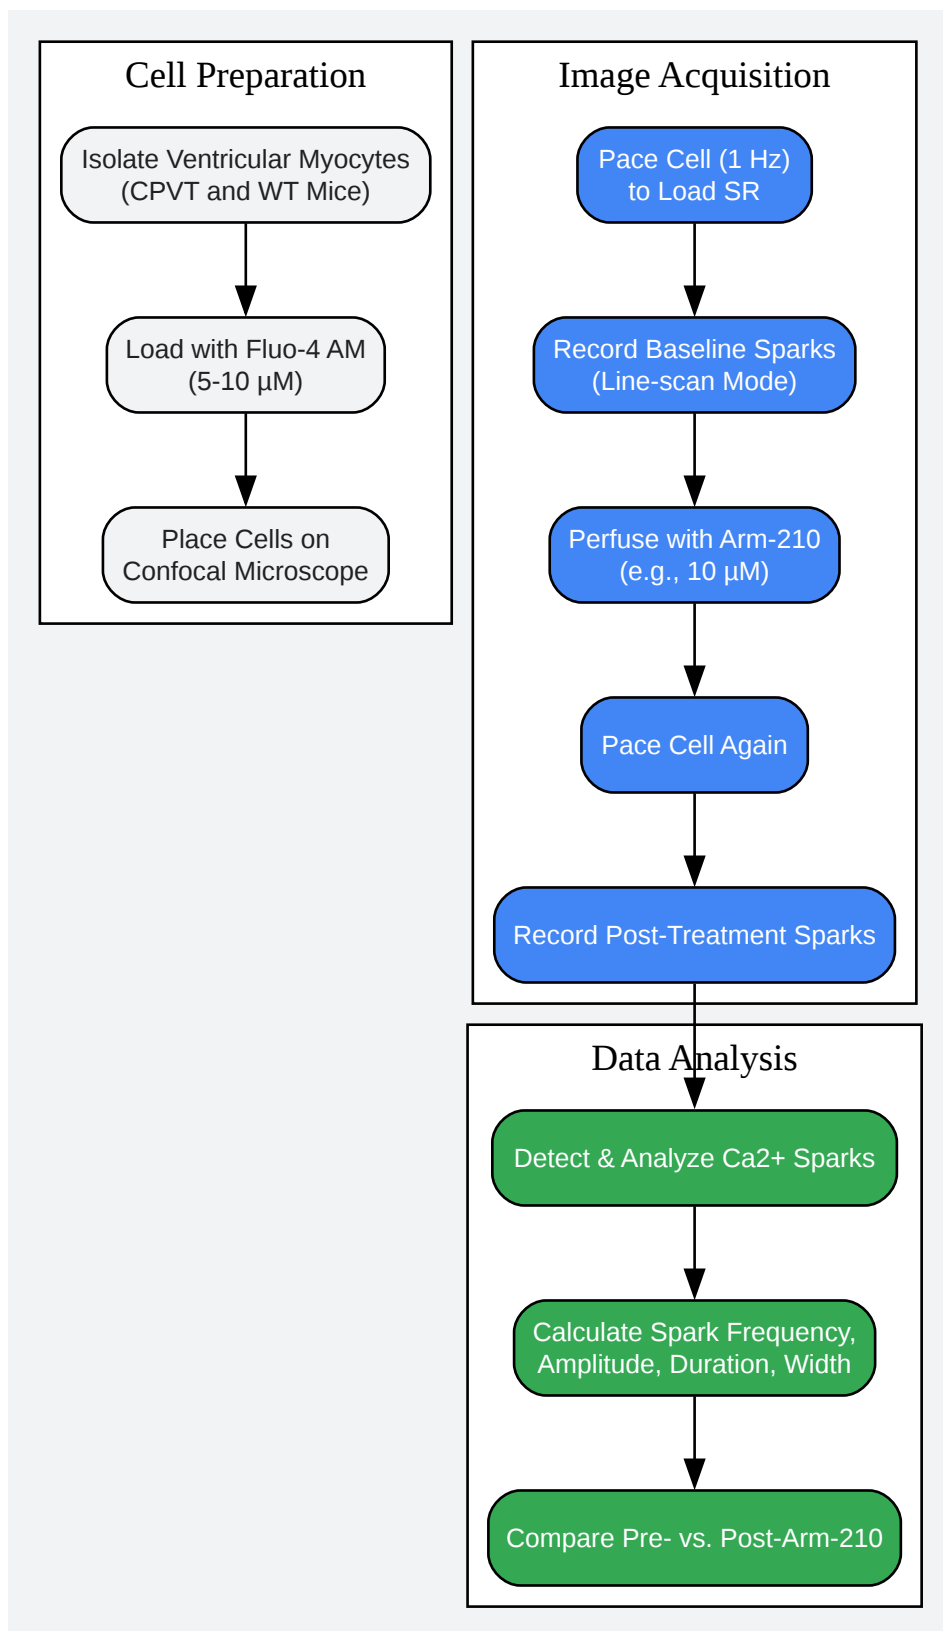 Cell Preparation
Isolate Ventricular Myocytes
(CPVT and WT Mice)
Load with Fluo-4 AM
(5-10 µM)
Place Cells on
Confocal Microscope
Image Acquisition
Pace Cell (1 Hz)
to Load SR
Record Baseline Sparks
(Line-scan Mode)
Perfuse with Arm-210
(e.g., 10 µM)
Pace Cell Again
Record Post-Treatment Sparks
Data Analysis
Detect & Analyze Ca2+ Sparks
Calculate Spark Frequency,
Amplitude, Duration, Width
Compare Pre- vs. Post-Arm-210